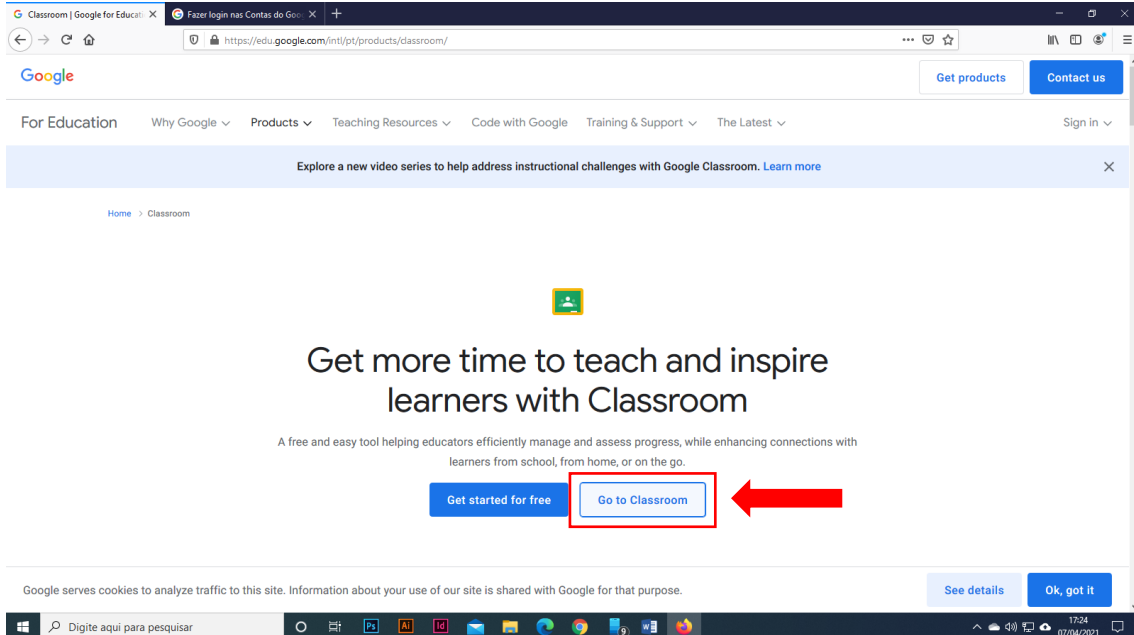 Classroom | Google for Educati
Fazer login nas Contas do Goog
https://edu.google.com/intl/pt/products/classroom/
Google
Get products
Contact us
For Education
Why Google
Products
Teaching Resources
Code with Google
Training & Support
The Latest
Sign in
Explore a new video series to help address instructional challenges with Google Classroom. Learn more
Home > Classroom
Get more time to teach and inspire
learners with Classroom
A free and easy tool helping educators efficiently manage and assess progress, while enhancing connections with
learners from school, from home, or on the go.
Get started for free
Go to Classroom
Google serves cookies to analyze traffic to this site. Information about your use of our site is shared with Google for that purpose.
See details
Ok, got it
Digite aqui para pesquisar
Ps
Ai
Id
9
17:24
07/04/2021